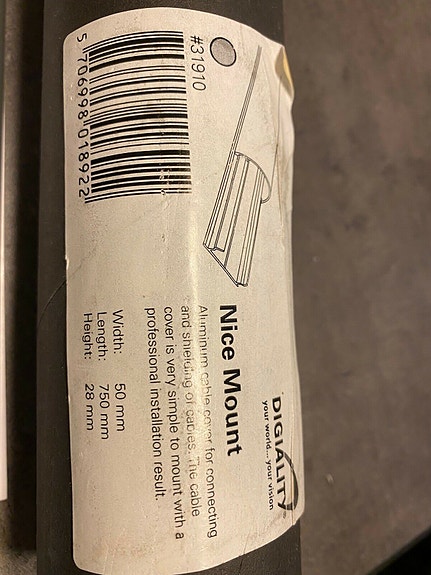 DIGIALITY
your world... your vision
Nice Mount
Aluminum cable cover for connecting
and shielding of cables. The cable
cover is very simple to mount with a
professional installation result.
Width: 50 mm
Length: 750 mm
Height: 28 mm
#31910
5 706998 018922